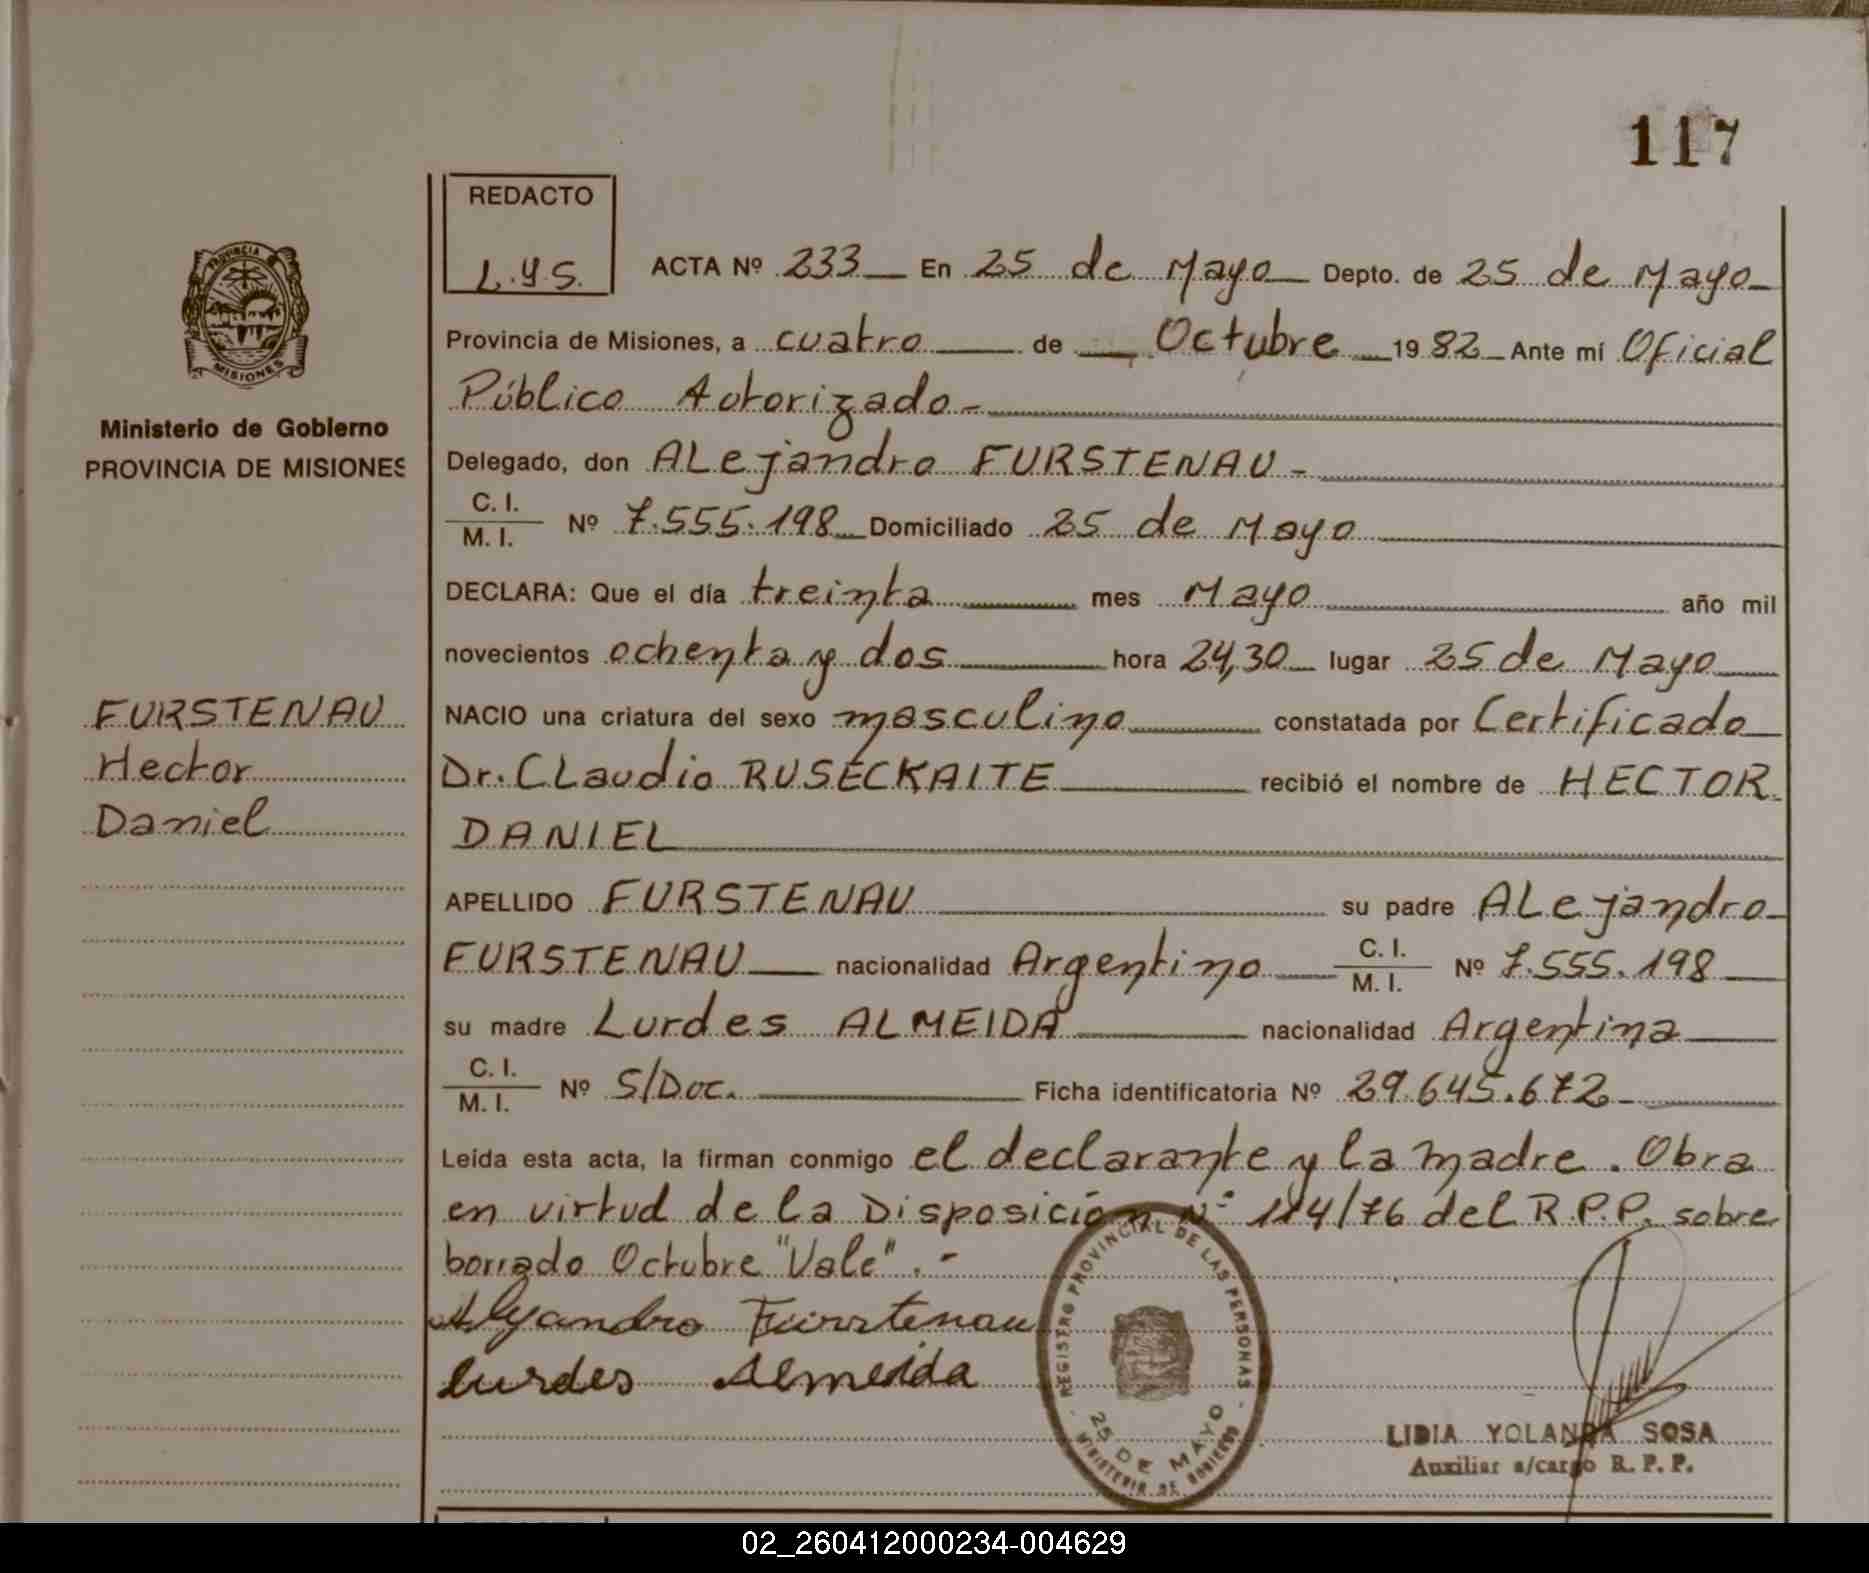 117
REDACTO
L.Y.S.
ACTA Nº 233 En 25 de Mayo Depto. de 25 de Mayo
Provincia de Misiones, a cuatro de Octubre 1982 Ante mí Oficial
Público Autorizado-
Delegado, don ALejandro FURSTENAU-
C. I.
M. I.
Nº 7.555.198 Domiciliado 25 de Mayo
DECLARA: Que el día treinta mes Mayo año mil
novecientos ochenta y dos hora 24,30 lugar 25 de Mayo
NACIO una criatura del sexo masculino constatada por Certificado
Dr. CLaudio RUSECKAITE recibió el nombre de HECTOR
DANIEL
APELLIDO FURSTENAU su padre ALejandro
FURSTENAU nacionalidad Argentino C. I.
M. I.
Nº 7.555.198
su madre Lurdes ALMEIDA nacionalidad Argentina
C. I.
M. I.
Nº S/Doc. Ficha identificatoria Nº 29.645.672
Leída esta acta, la firman conmigo el declarante y la madre. Obra
en virtud de la Disposición Nº 114/76 del R.P.P. sobre
borrado Octubre "Vale".-
Alejandro Furstenau
Lurdes Almeida
REGISTRO PROVINCIAL DE LAS PERSONAS
25 DE MAYO
MINISTERIO DE GOBIERNO
LIDIA YOLANDA SOSA
Auxiliar a/cargo R. P. P.
PROVINCIA DE
MISIONES
Ministerio de Gobierno
PROVINCIA DE MISIONES
FURSTENAU
Hector
Daniel
02_260412000234-004629